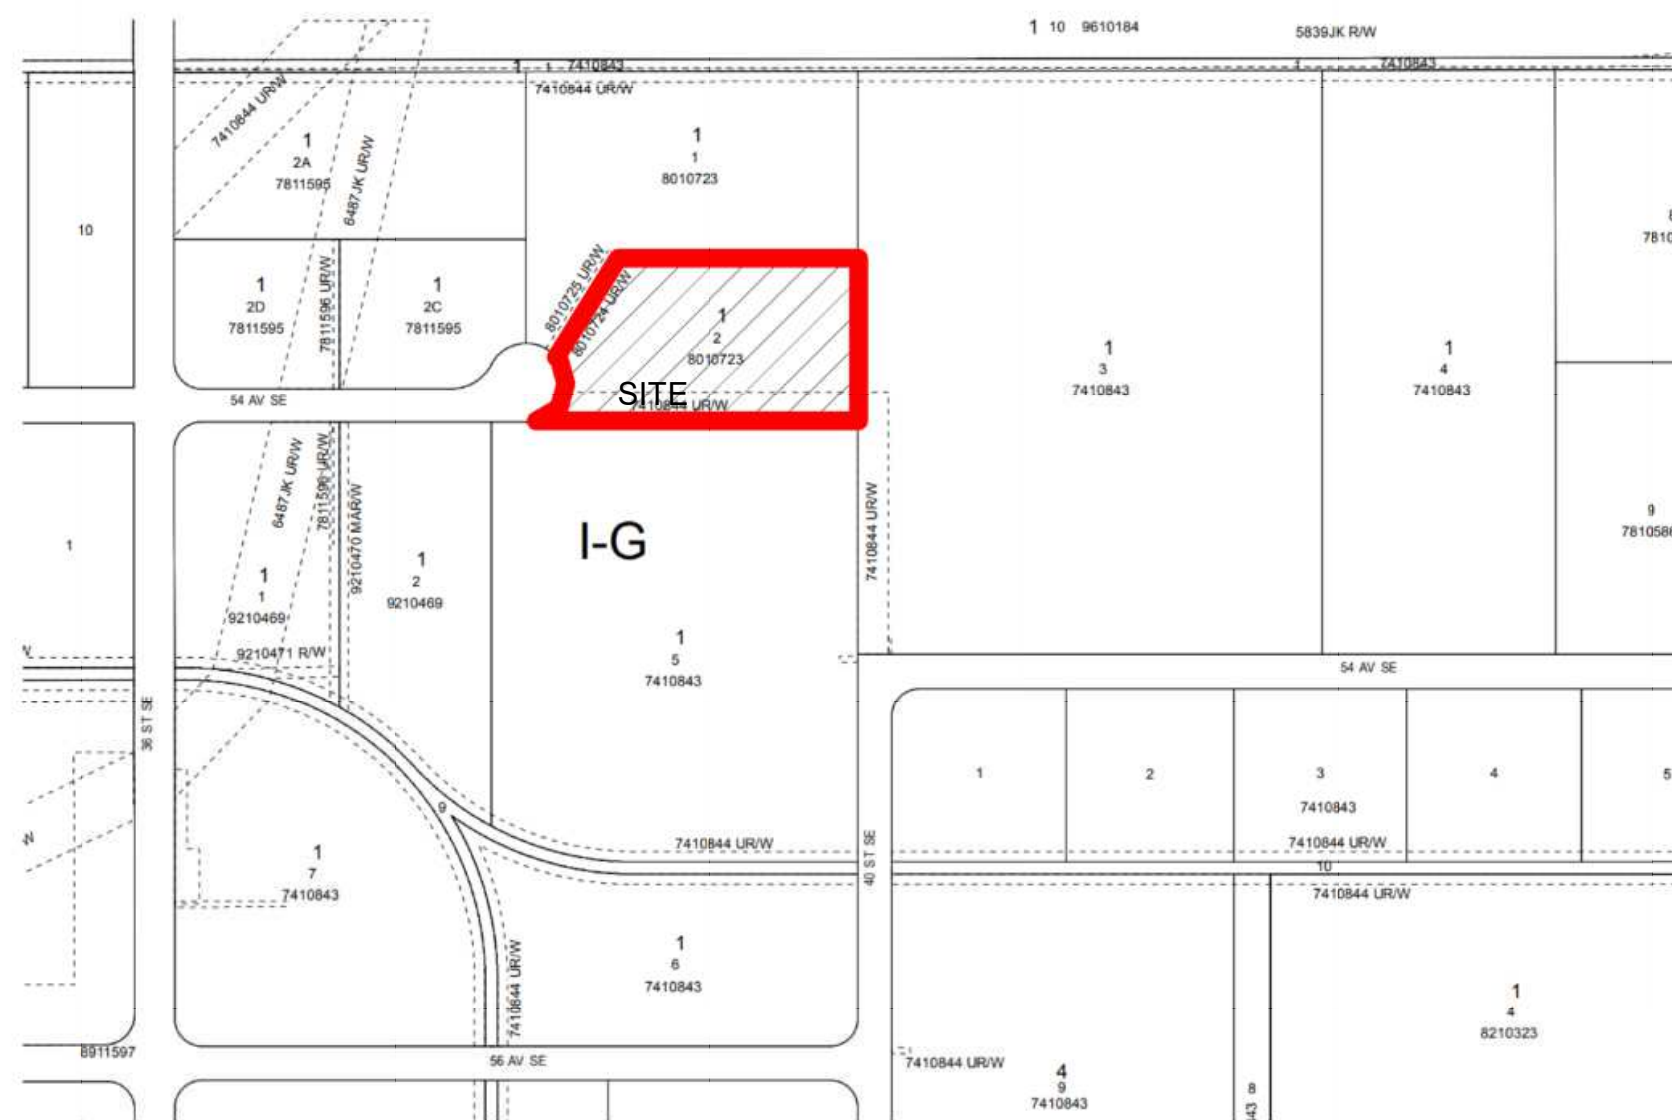 1 10 9610184
5839JK R/W
1 1 7410843
1 7410843
7410844 UR/W
7410844 UR/W
1
2A
7811595
6487JK UR/W
1
1
8010723
10
1
2D
7811595
7811596 UR/W
1
2C
7811595
8010725 UR/W
8010724 UR/W
1
2
8010723
SITE
7410844 UR/W
54 AV SE
1
3
7410843
1
4
7410843
9
1
6487JK UR/W
7811596 UR/W
9210470 MAR/W
1
1
9210469
1
2
9210469
I-G
7410844 UR/W
9210471 R/W
1
5
7410843
54 AV SE
36 ST SE
1
2
3
7410843
4
5
9
7410844 UR/W
7410844 UR/W
10
40 ST SE
1
7
7410843
7410844 UR/W
7410844 UR/W
1
6
7410843
1
4
8210323
8911597
56 AV SE
7410844 UR/W
4
9
7410843
8